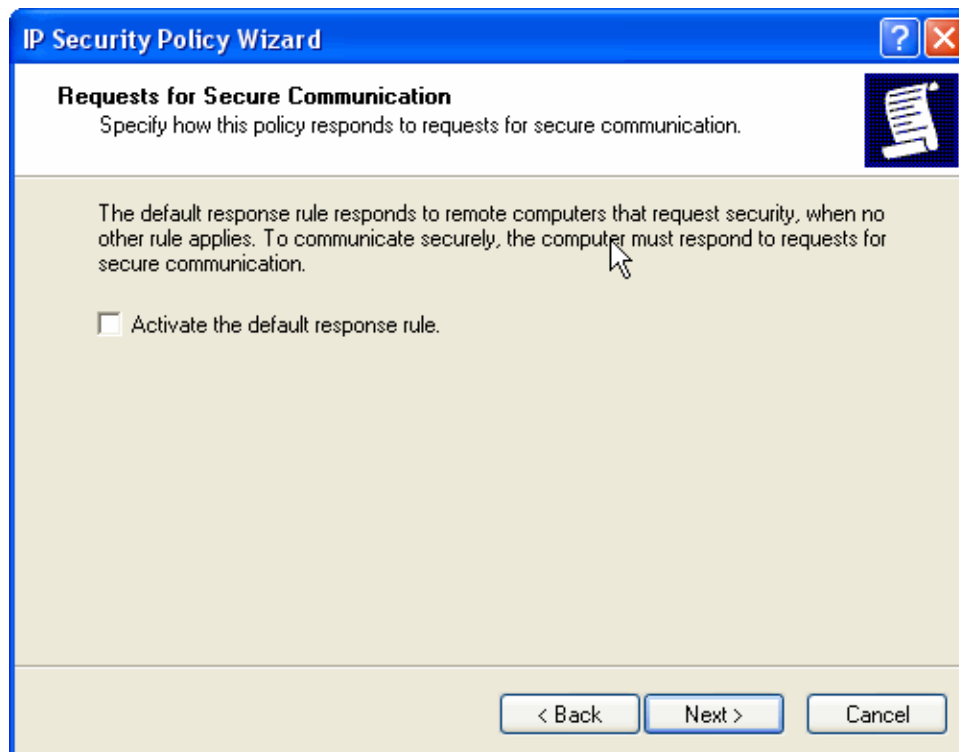 IP Security Policy Wizard
Requests for Secure Communication
Specify how this policy responds to requests for secure communication.
The default response rule responds to remote computers that request security, when no
other rule applies. To communicate securely, the computer must respond to requests for
secure communication.
Activate the default response rule.
< Back
Next >
Cancel